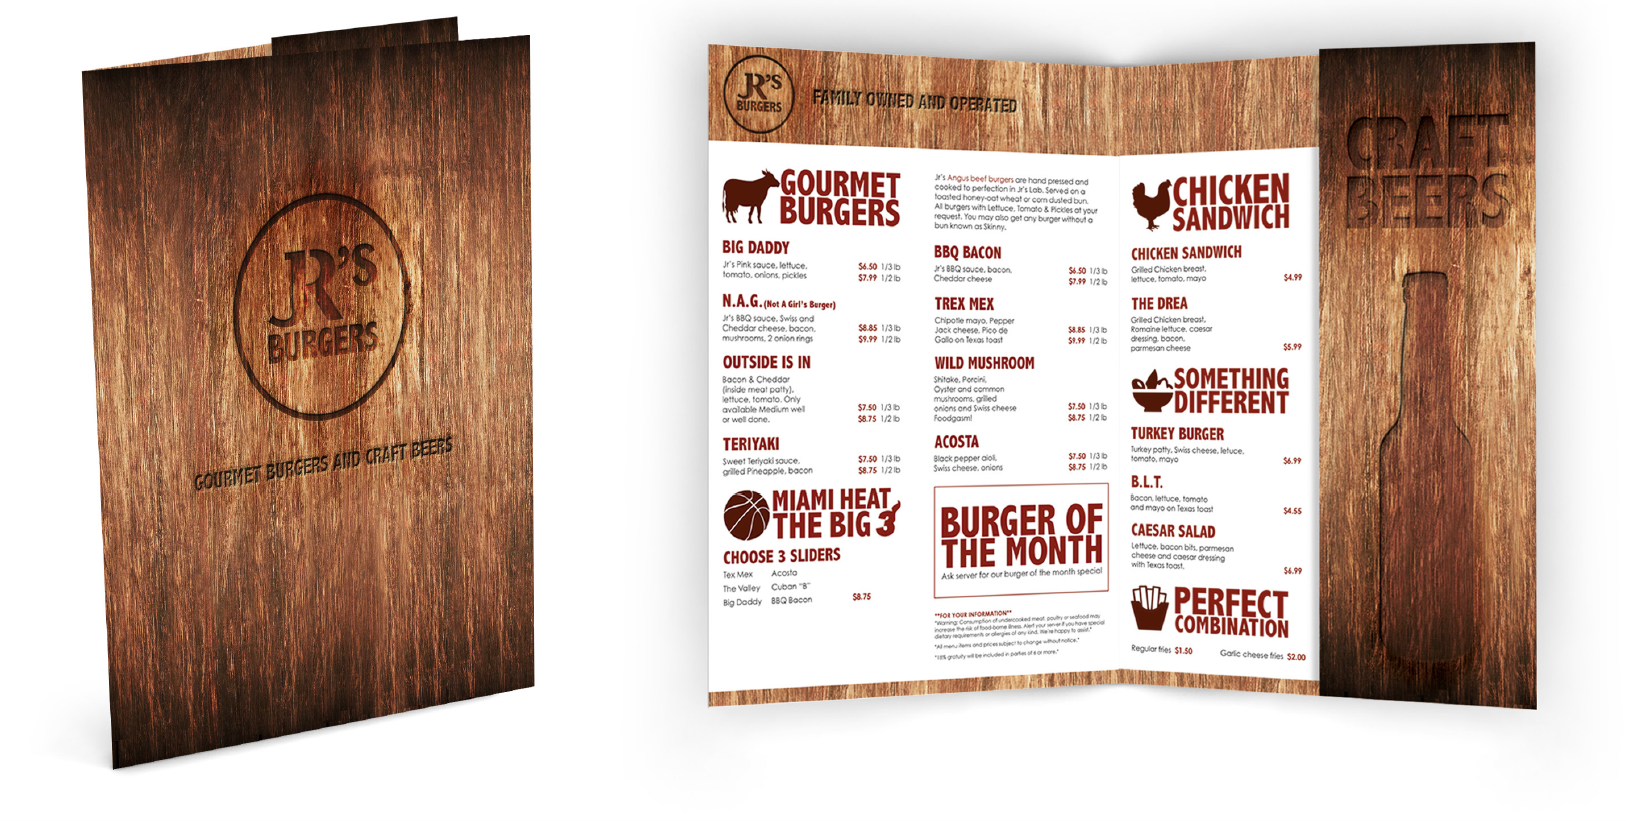 JR'S
BURGERS
GOURMET BURGERS AND CRAFT BEERS
JR'S
BURGERS
FAMILY OWNED AND OPERATED
GOURMET
BURGERS
BIG DADDY
Jr's Pink sauce, lettuce,
tomato, onions, pickles
$6.50 1/3 lb
$7.99 1/2 lb
N.A.G. (Not A Girl's Burger)
Jr's BBQ sauce, Swiss and
Cheddar cheese, bacon,
mushrooms, 2 onion rings
$8.85 1/3 lb
$9.99 1/2 lb
OUTSIDE IS IN
Bacon & Cheddar
(inside meat patty),
lettuce, tomato. Only
available Medium well
or well done.
$7.50 1/3 lb
$8.75 1/2 lb
TERIYAKI
Sweet Teriyaki sauce,
grilled Pineapple, bacon
$7.50 1/3 lb
$8.75 1/2 lb
MIAMI HEAT
THE BIG 3
CHOOSE 3 SLIDERS
Tex Mex Acosta
The Valley Cuban "B"
Big Daddy BBQ Bacon $8.75
Jr's Angus beef burgers are hand pressed and
cooked to perfection in Jr's Lab. Served on a
toasted honey-oat wheat or corn dusted bun.
All burgers with Lettuce, Tomato & Pickles at your
request. You may also get any burger without a
bun known as Skinny.
BBQ BACON
Jr's BBQ sauce, bacon,
Cheddar cheese
$6.50 1/3 lb
$7.99 1/2 lb
TREX MEX
Chipotle mayo, Pepper
Jack cheese, Pico de
Gallo on Texas toast
$8.85 1/3 lb
$9.99 1/2 lb
WILD MUSHROOM
Shitake, Porcini,
Oyster and common
mushrooms, grilled
onions and Swiss cheese
Foodgasm!
$7.50 1/3 lb
$8.75 1/2 lb
ACOSTA
Black pepper aioli,
Swiss cheese, onions
$7.50 1/3 lb
$8.75 1/2 lb
BURGER OF
THE MONTH
Ask server for our burger of the month special
**FOR YOUR INFORMATION**
*Warning: Consumption of undercooked meat, poultry or seafood may
increase the risk of food-borne illness. Alert your server if you have special
dietary requirements or allergies of any kind. We're happy to assist.*
*All menu items and prices subject to change without notice.*
*18% gratuity will be included in parties of 6 or more.*
CHICKEN
SANDWICH
CHICKEN SANDWICH
Grilled Chicken breast,
lettuce, tomato, mayo
$4.99
THE DREA
Grilled Chicken breast,
Romaine lettuce, caesar
dressing, bacon,
parmesan cheese
$5.99
SOMETHING
DIFFERENT
TURKEY BURGER
Turkey patty, Swiss cheese, letuce,
tomato, mayo
$6.99
B.L.T.
Bacon, lettuce, tomato
and mayo on Texas toast
$4.55
CAESAR SALAD
Lettuce, bacon bits, parmesan
cheese and caesar dressing
with Texas toast.
$6.99
PERFECT
COMBINATION
Regular fries $1.50 Garlic cheese fries $2.00
CRAFT
BEERS